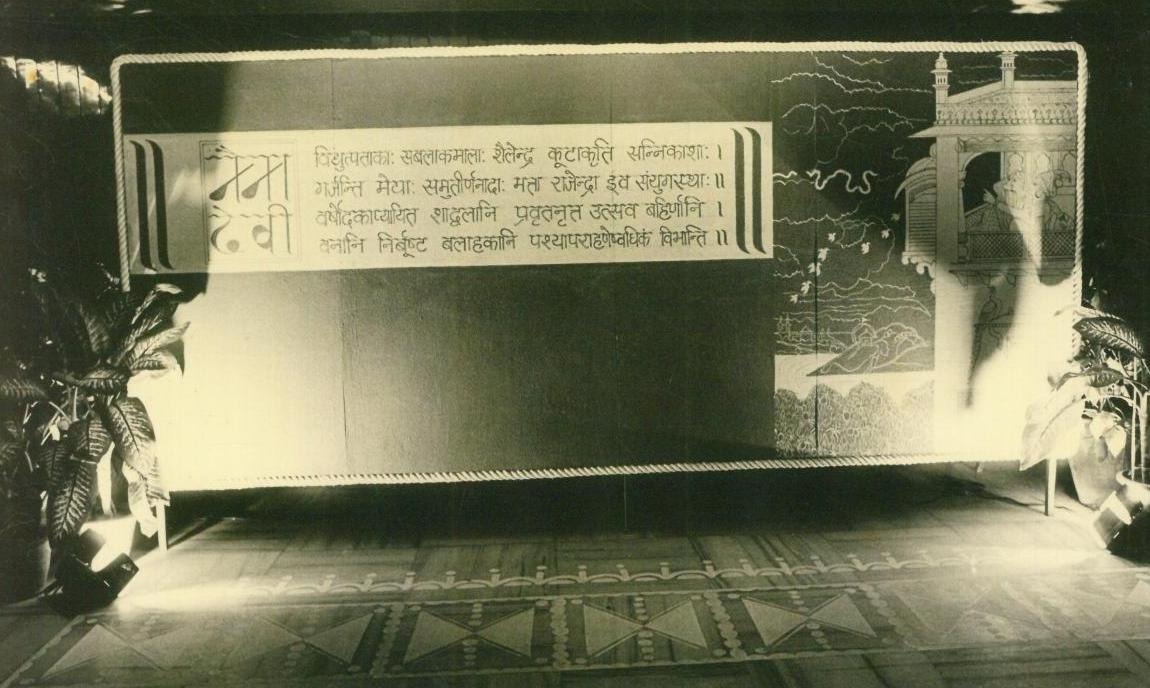 मेघा
देवी
विद्युत्पताकाः सबलाकमालाः शैलेन्द्र कूटाकृति सन्निकाशाः ।
गर्जन्ति मेघाः समुतीर्णनादाः मता राजेन्द्रा इव संयुगस्थाः ॥
वर्षोदकाप्यायित शाद्वलानि प्रवृतनृत्त उत्सव बर्हिणानि ।
वनानि निर्बृष्ट बलाहकानि पश्यापराहणेष्वधिकं विभान्ति ॥